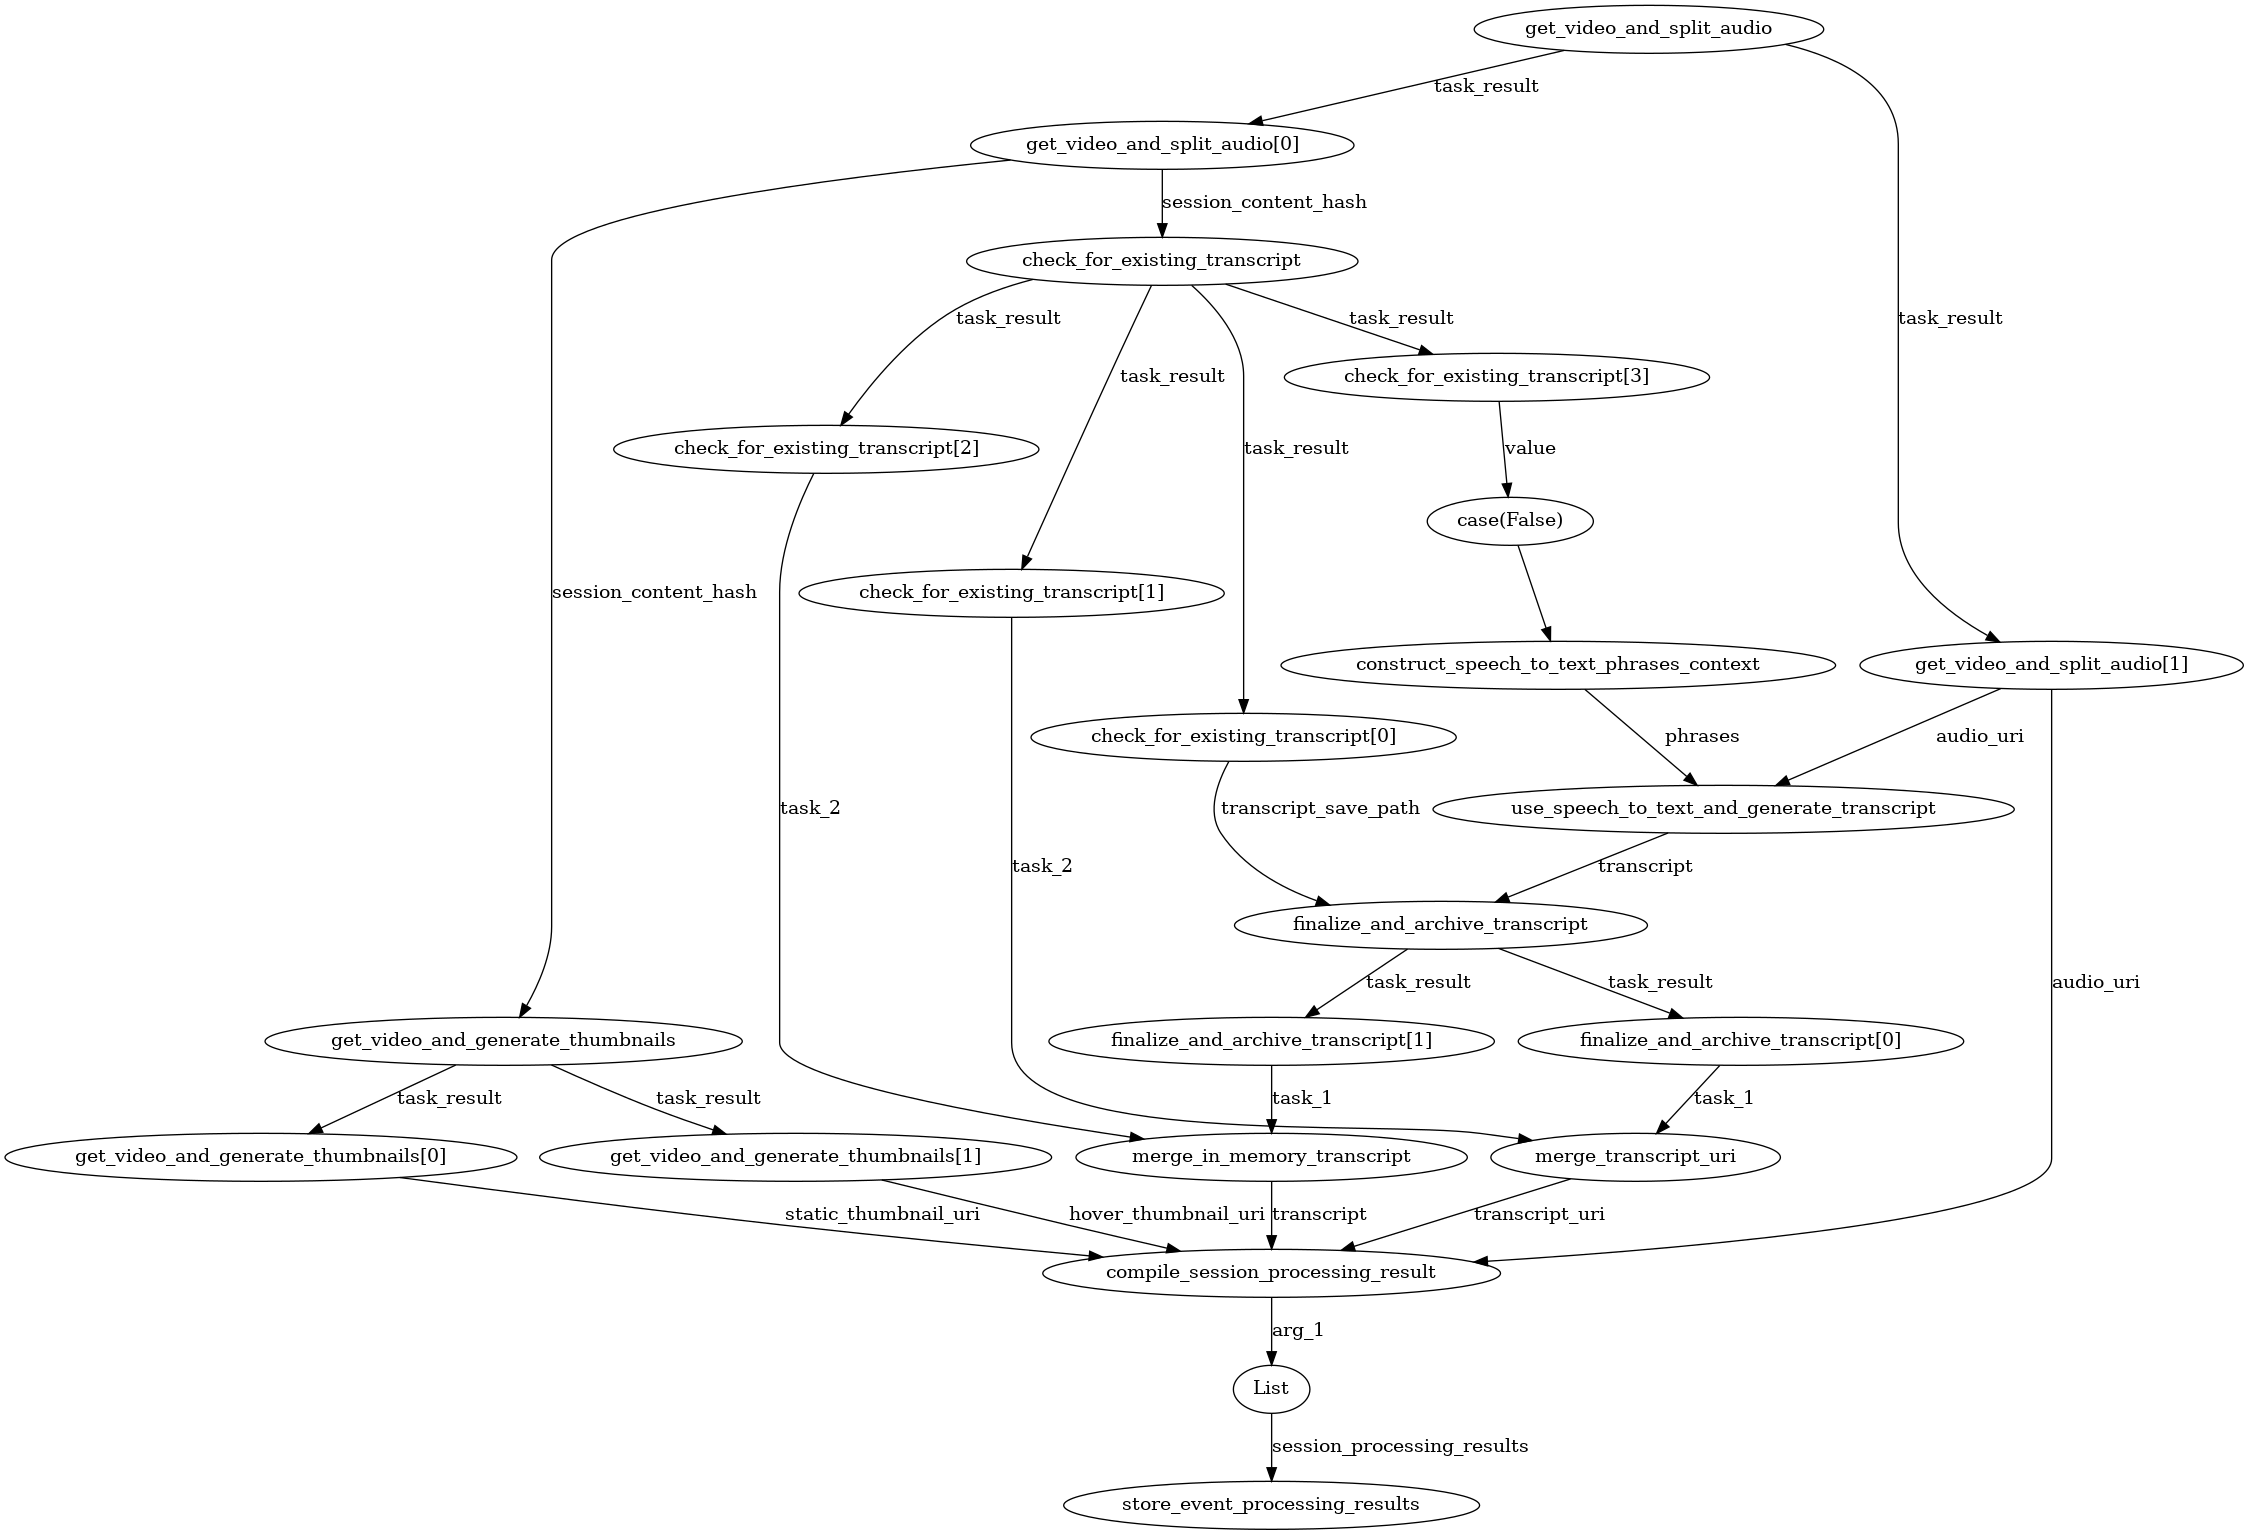 get_video_and_split_audio
task_result
get_video_and_split_audio[0]
session_content_hash
check_for_existing_transcript
task_result
task_result
task_result
task_result
check_for_existing_transcript[3]
task_result
check_for_existing_transcript[2]
value
case(False)
session_content_hash
check_for_existing_transcript[1]
construct_speech_to_text_phrases_context
get_video_and_split_audio[1]
check_for_existing_transcript[0]
phrases
audio_uri
task_2
transcript_save_path
use_speech_to_text_and_generate_transcript
task_2
transcript
finalize_and_archive_transcript
task_result
task_result
audio_uri
get_video_and_generate_thumbnails
finalize_and_archive_transcript[1]
finalize_and_archive_transcript[0]
task_result
task_result
task_1
task_1
get_video_and_generate_thumbnails[0]
get_video_and_generate_thumbnails[1]
merge_in_memory_transcript
merge_transcript_uri
static_thumbnail_uri
hover_thumbnail_uri
transcript
transcript_uri
compile_session_processing_result
arg_1
List
session_processing_results
store_event_processing_results